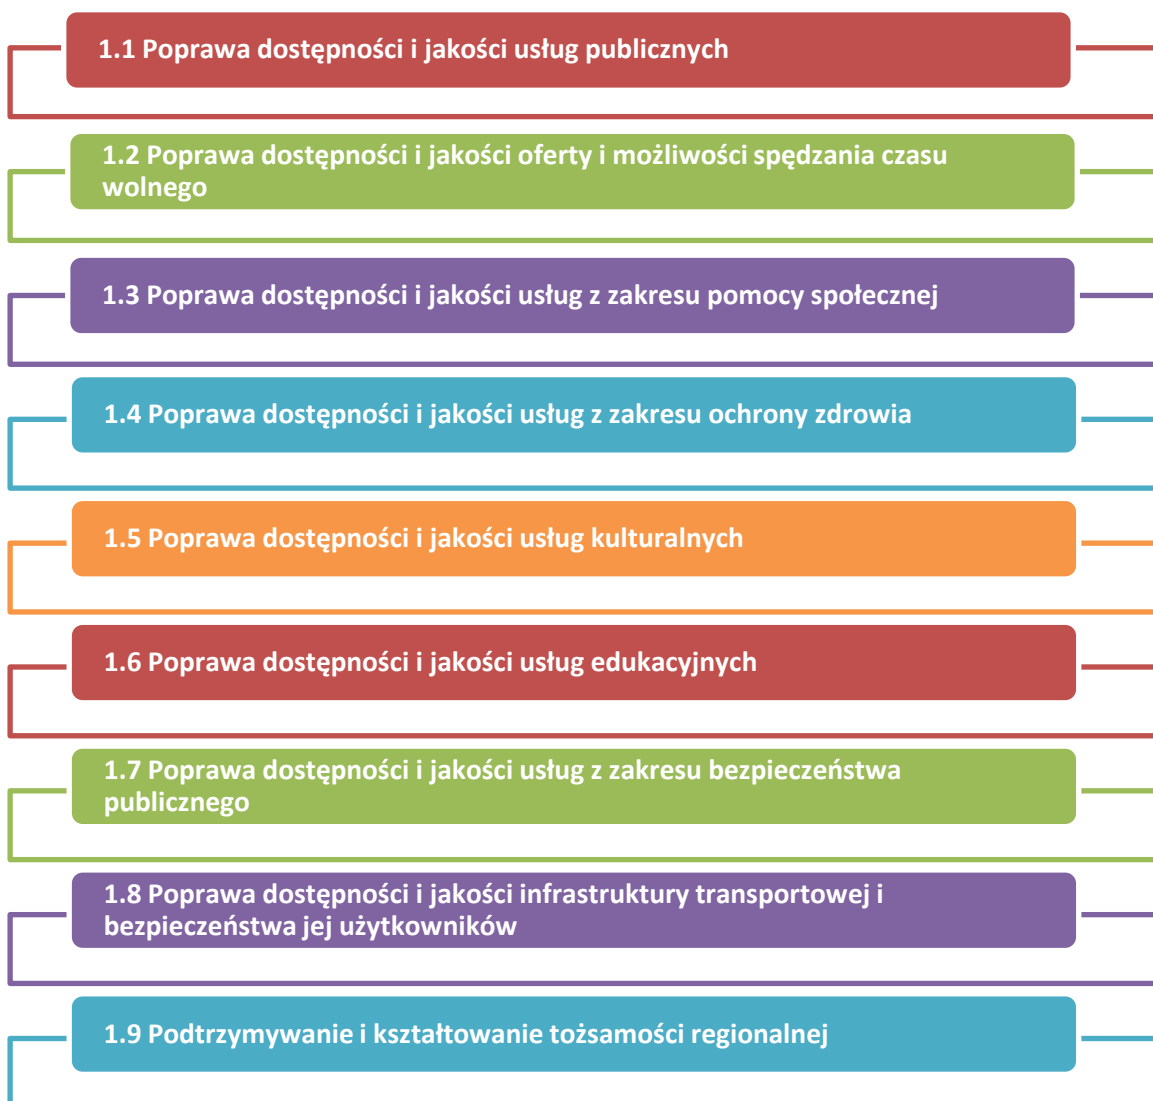 1.1 Poprawa dostępności i jakości usług publicznych
1.2 Poprawa dostępności i jakości oferty i możliwości spędzania czasu
wolnego
1.3 Poprawa dostępności i jakości usług z zakresu pomocy społecznej
1.4 Poprawa dostępności i jakości usług z zakresu ochrony zdrowia
1.5 Poprawa dostępności i jakości usług kulturalnych
1.6 Poprawa dostępności i jakości usług edukacyjnych
1.7 Poprawa dostępności i jakości usług z zakresu bezpieczeństwa
publicznego
1.8 Poprawa dostępności i jakości infrastruktury transportowej i
bezpieczeństwa jej użytkowników
1.9 Podtrzymywanie i kształtowanie tożsamości regionalnej